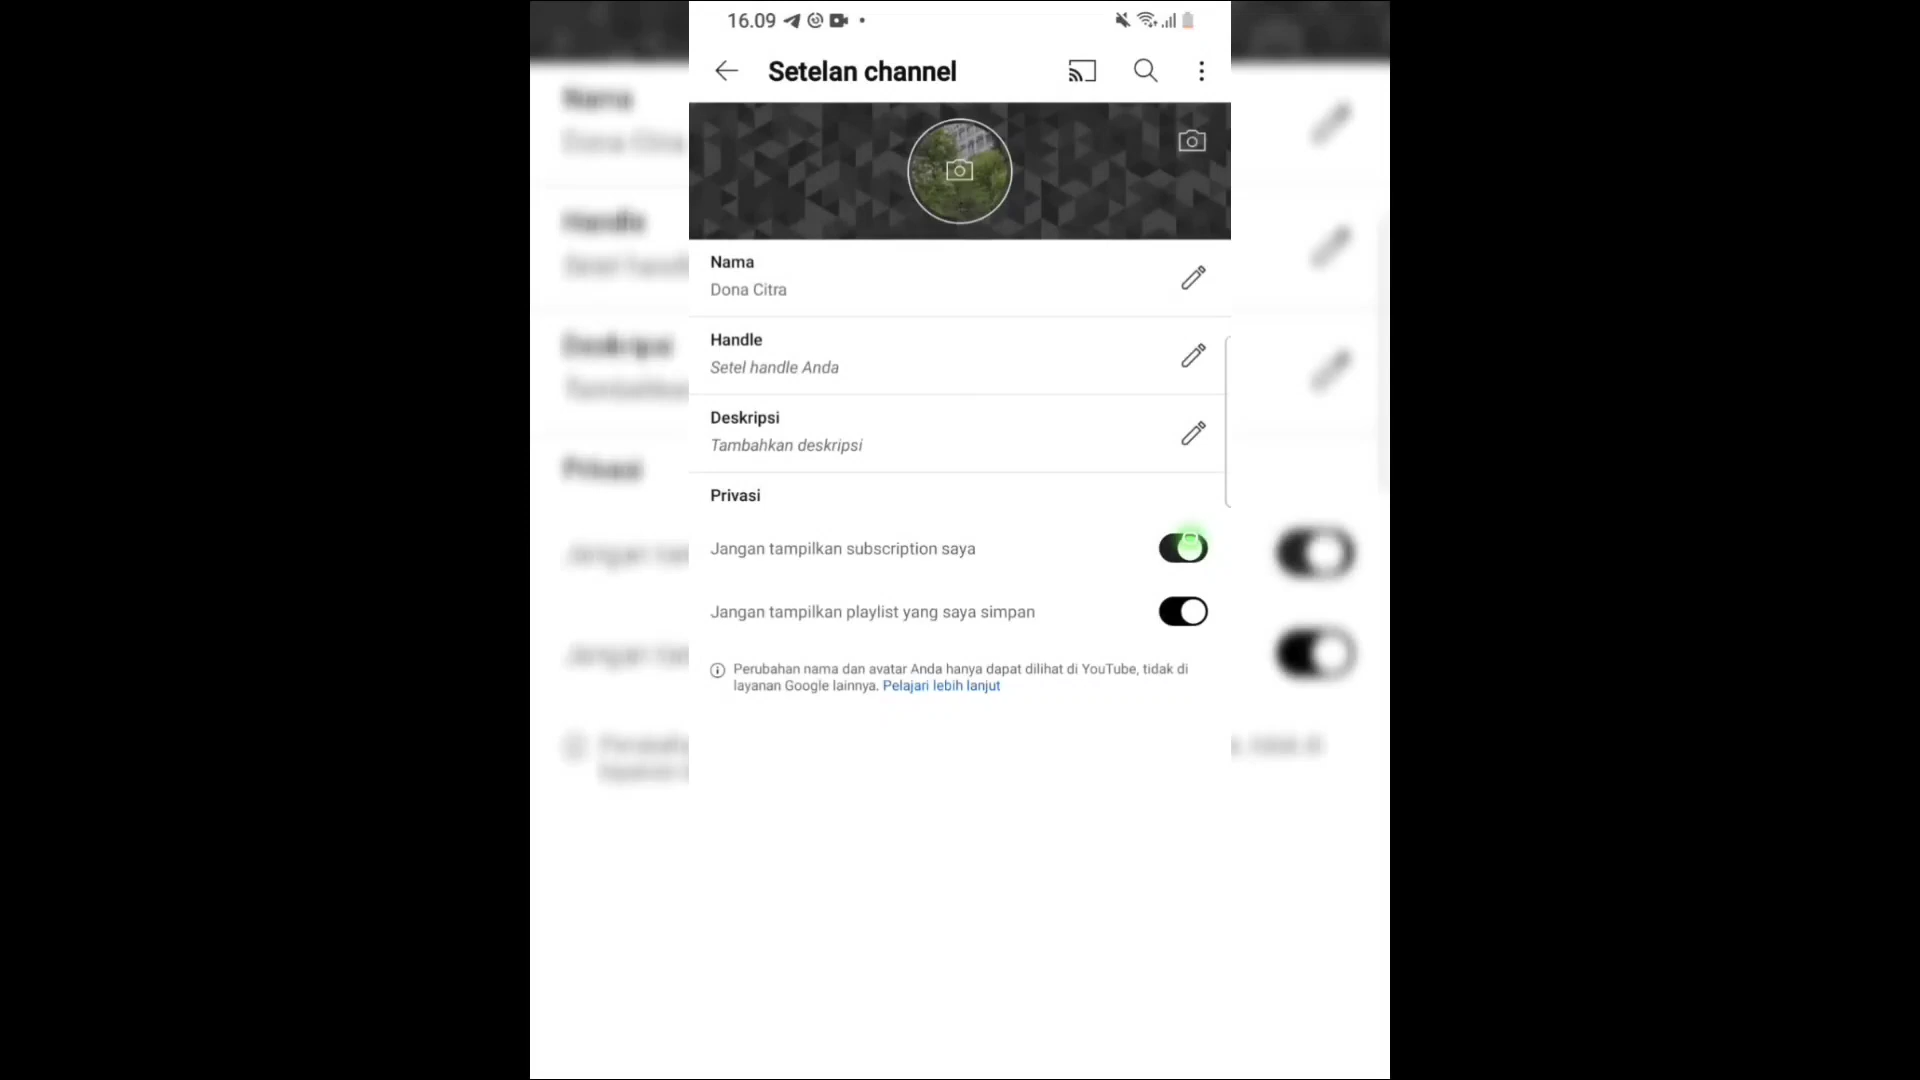 16.09
Setelan channel
Nama
Dona Citra
Handle
Setel handle Anda
Deskripsi
Tambahkan deskripsi
Privasi
Jangan tampilkan subscription saya
Jangan tampilkan playlist yang saya simpan
Perubahan nama dan avatar Anda hanya dapat dilihat di YouTube, tidak di
layanan Google lainnya. Pelajari lebih lanjut